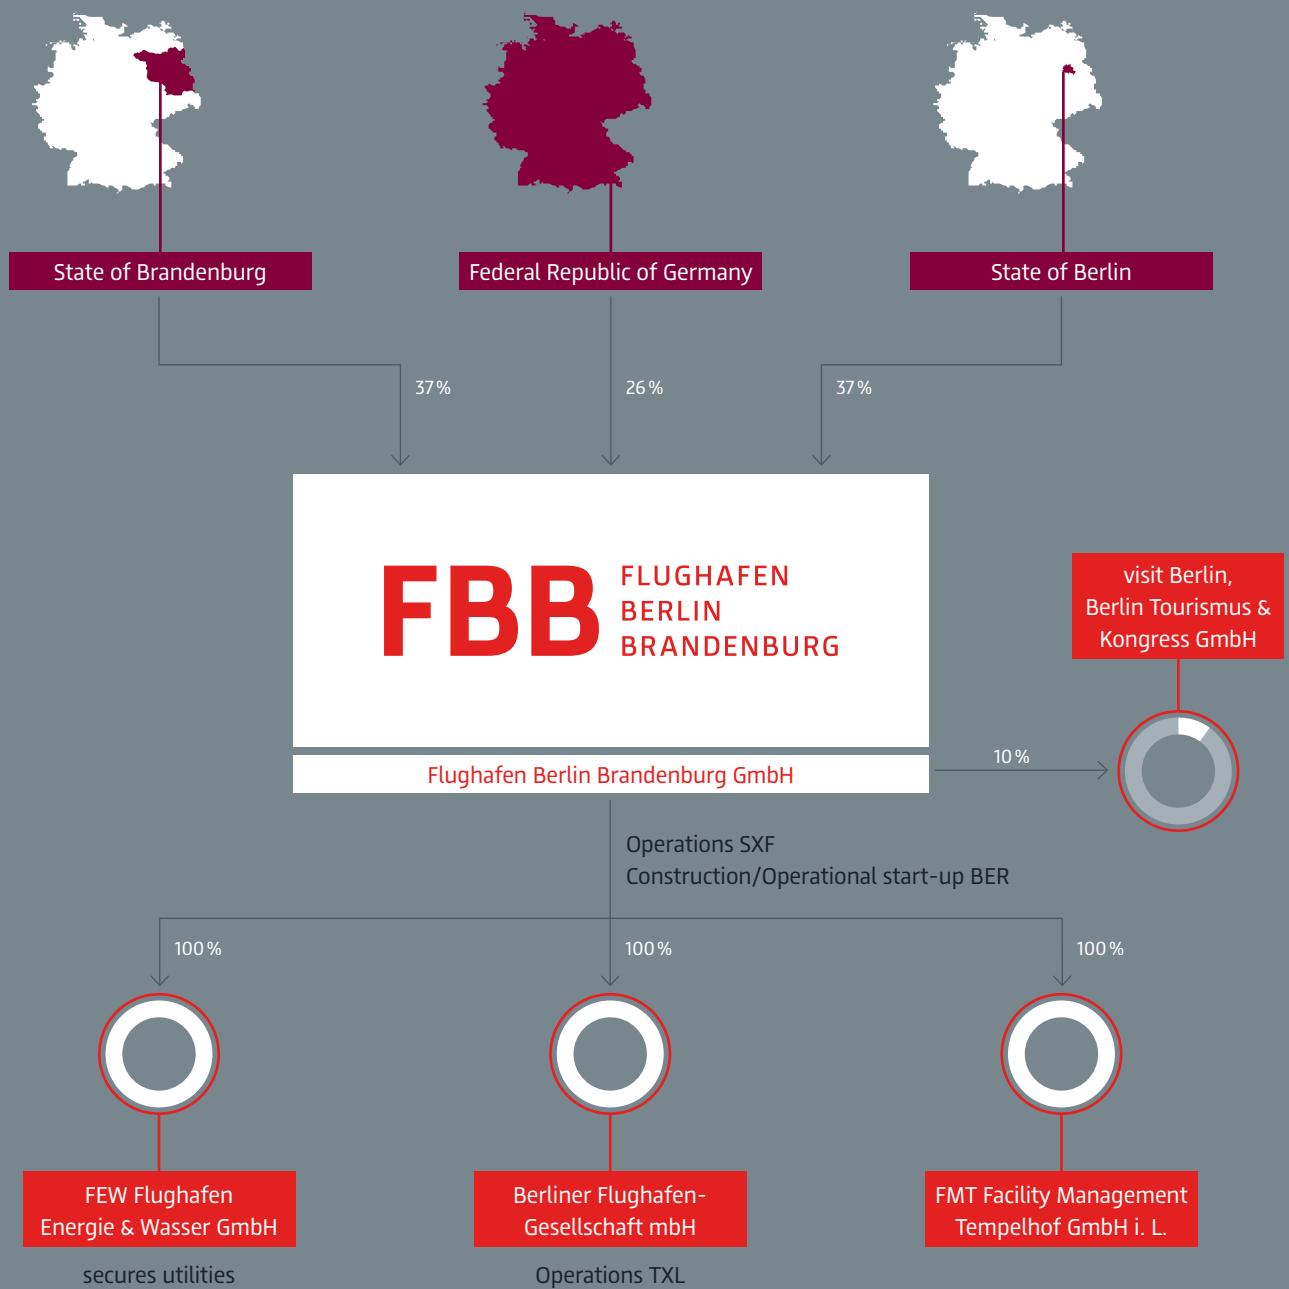 State of Brandenburg
Federal Republic of Germany
State of Berlin
37%
26%
37%
FBB
FLUGHAFEN
BERLIN
BRANDENBURG
visit Berlin,
Berlin Tourismus &
Kongress GmbH
Flughafen Berlin Brandenburg GmbH
10%
Operations SXF
Construction/Operational start-up BER
100%
100%
100%
FEW Flughafen
Energie & Wasser GmbH
secures utilities
Berliner Flughafen-
Gesellschaft mbH
Operations TXL
FMT Facility Management
Tempelhof GmbH i. L.